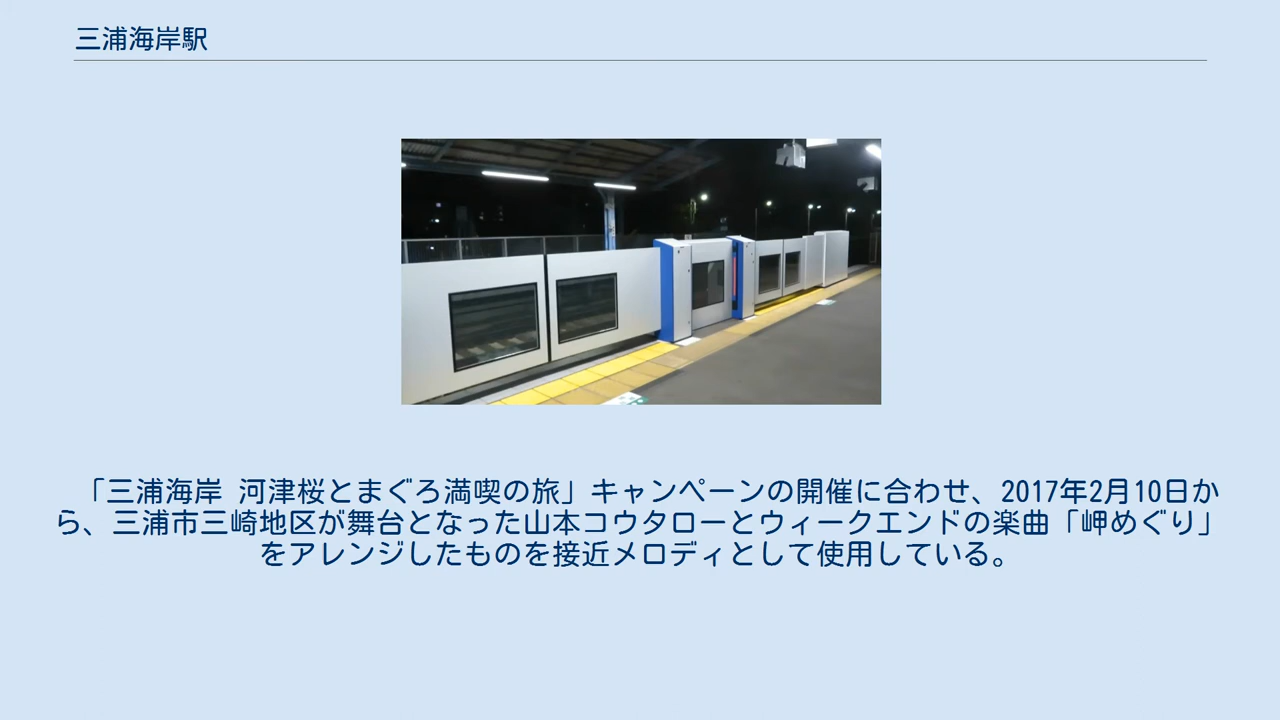 三浦海岸駅
「三浦海岸 河津桜とまぐろ満喫の旅」キャンペーンの開催に合わせ、2017年2月10日か
ら、三浦市三崎地区が舞台となった山本コウタローとウィークエンドの楽曲「岬めぐり」
をアレンジしたものを接近メロディとして使用している。